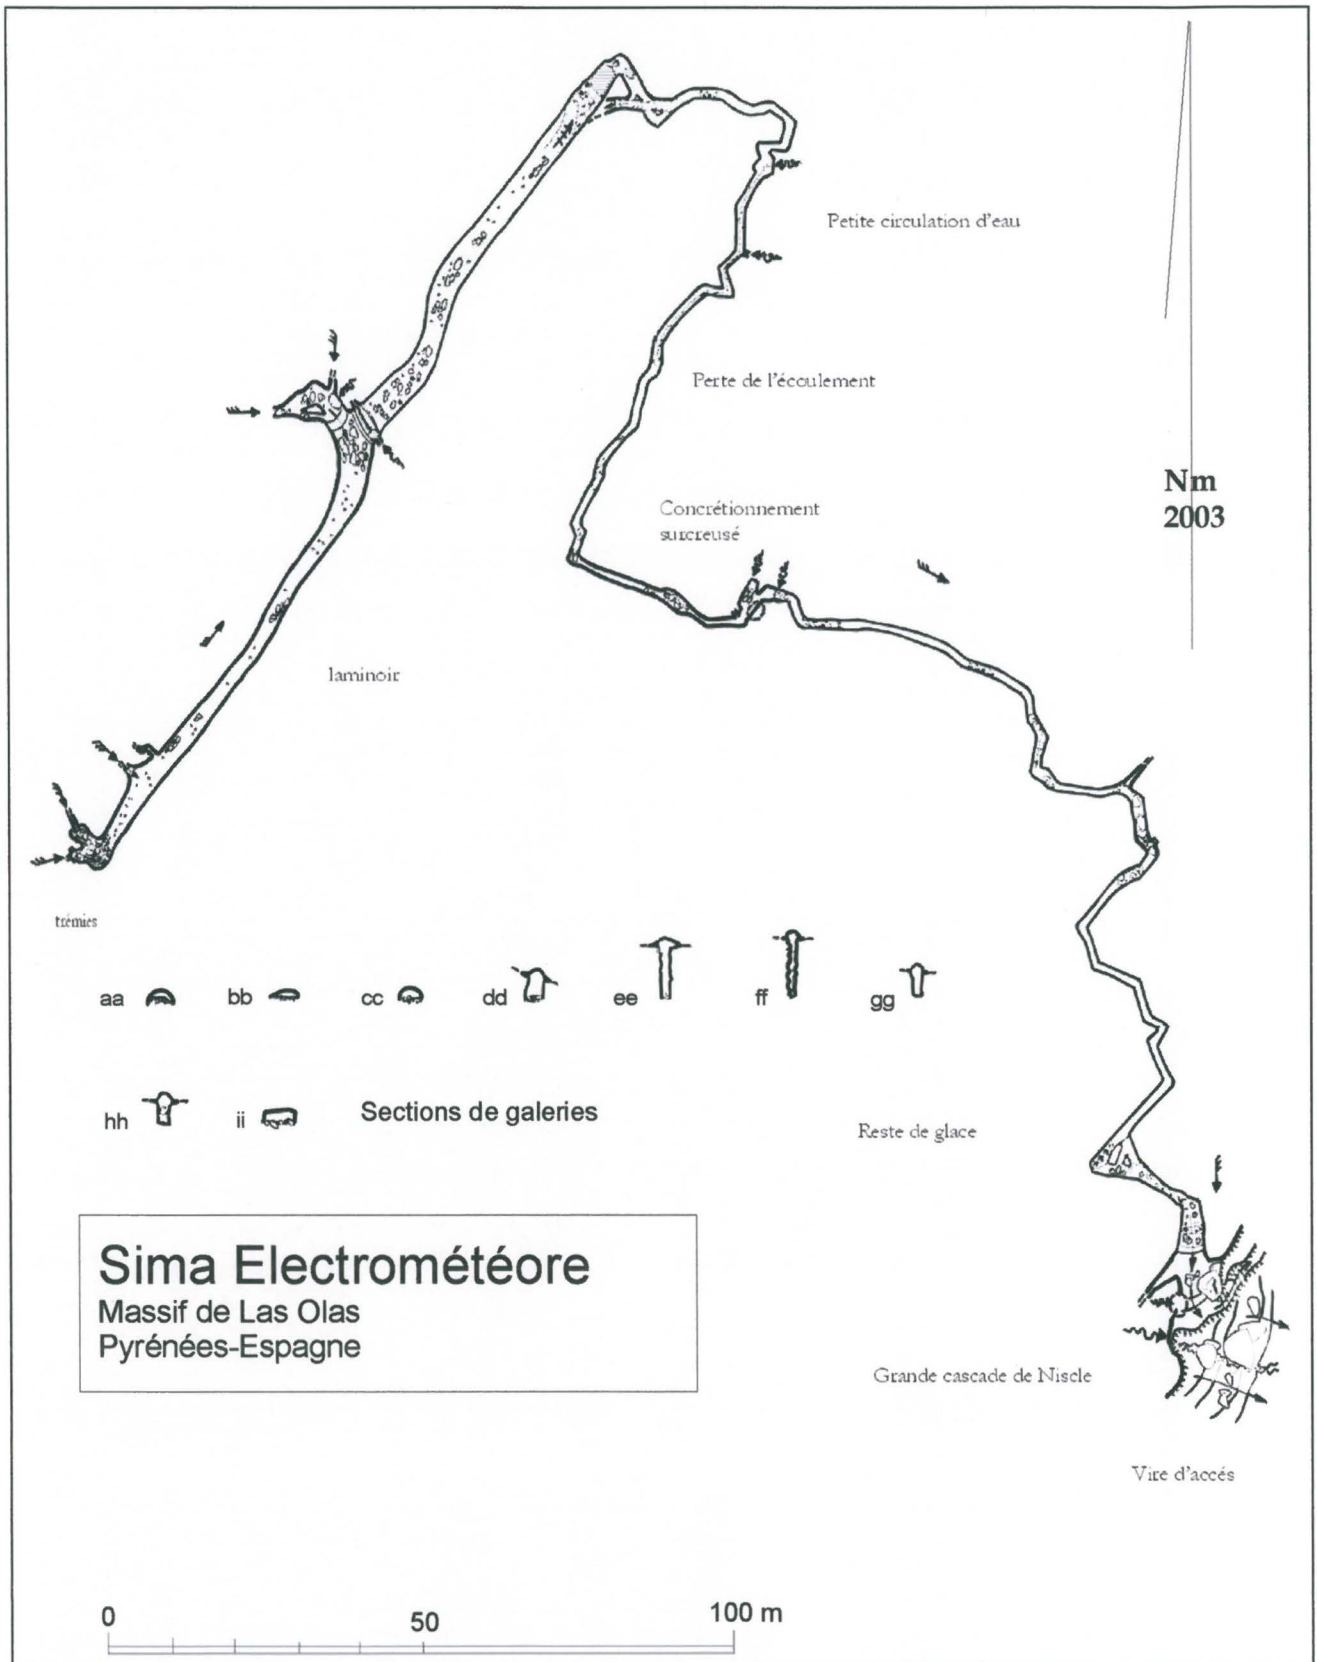 Petite circulation d'eau
Perte de l'écoulement
Nm
2003
Concrétionnement
surcreusé
laminoir
trémies
aa bb cc dd ee ff gg
hh ii Sections de galeries
Reste de glace
Sima Electrométéore
Massif de Las Olas
Pyrénées-Espagne
Grande cascade de Niscle
Vire d'accés
0 50 100 m